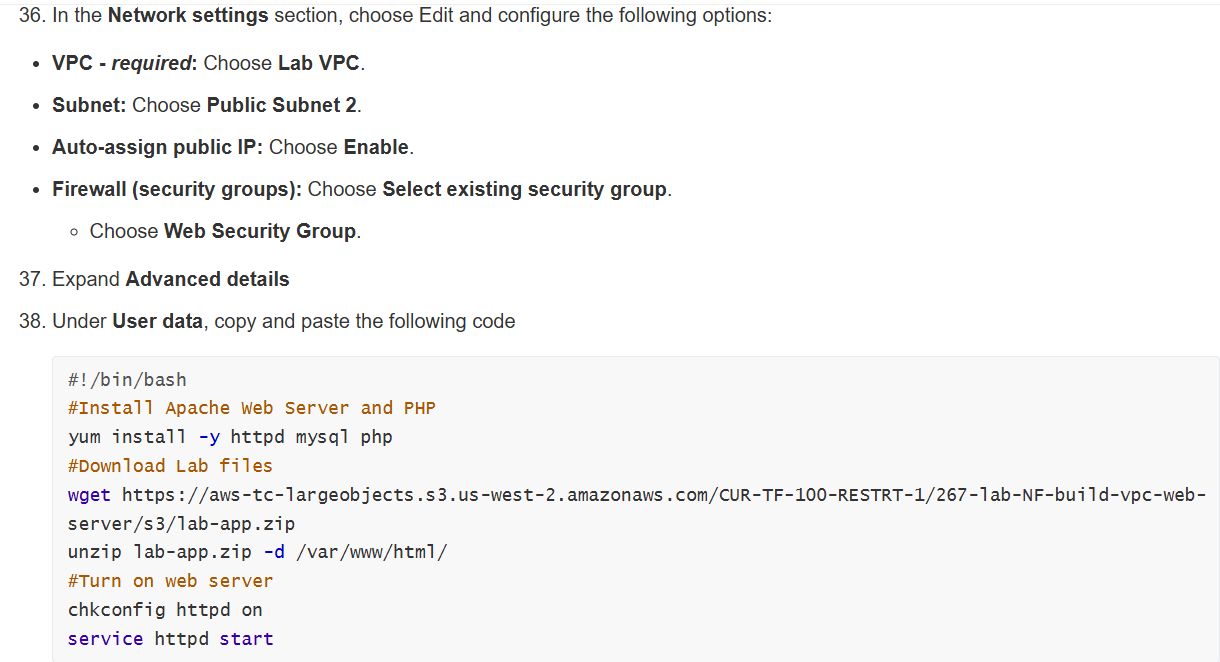 36. In the Network settings section, choose Edit and configure the following options:
• VPC - required: Choose Lab VPC.
• Subnet: Choose Public Subnet 2.
• Auto-assign public IP: Choose Enable.
• Firewall (security groups): Choose Select existing security group.
◦ Choose Web Security Group.
37. Expand Advanced details
38. Under User data, copy and paste the following code
#!/bin/bash
#Install Apache Web Server and PHP
yum install -y httpd mysql php
#Download Lab files
wget https://aws-tc-largeobjects.s3.us-west-2.amazonaws.com/CUR-TF-100-RESTRT-1/267-lab-NF-build-vpc-web-
server/s3/lab-app.zip
unzip lab-app.zip -d /var/www/html/
#Turn on web server
chkconfig httpd on
service httpd start